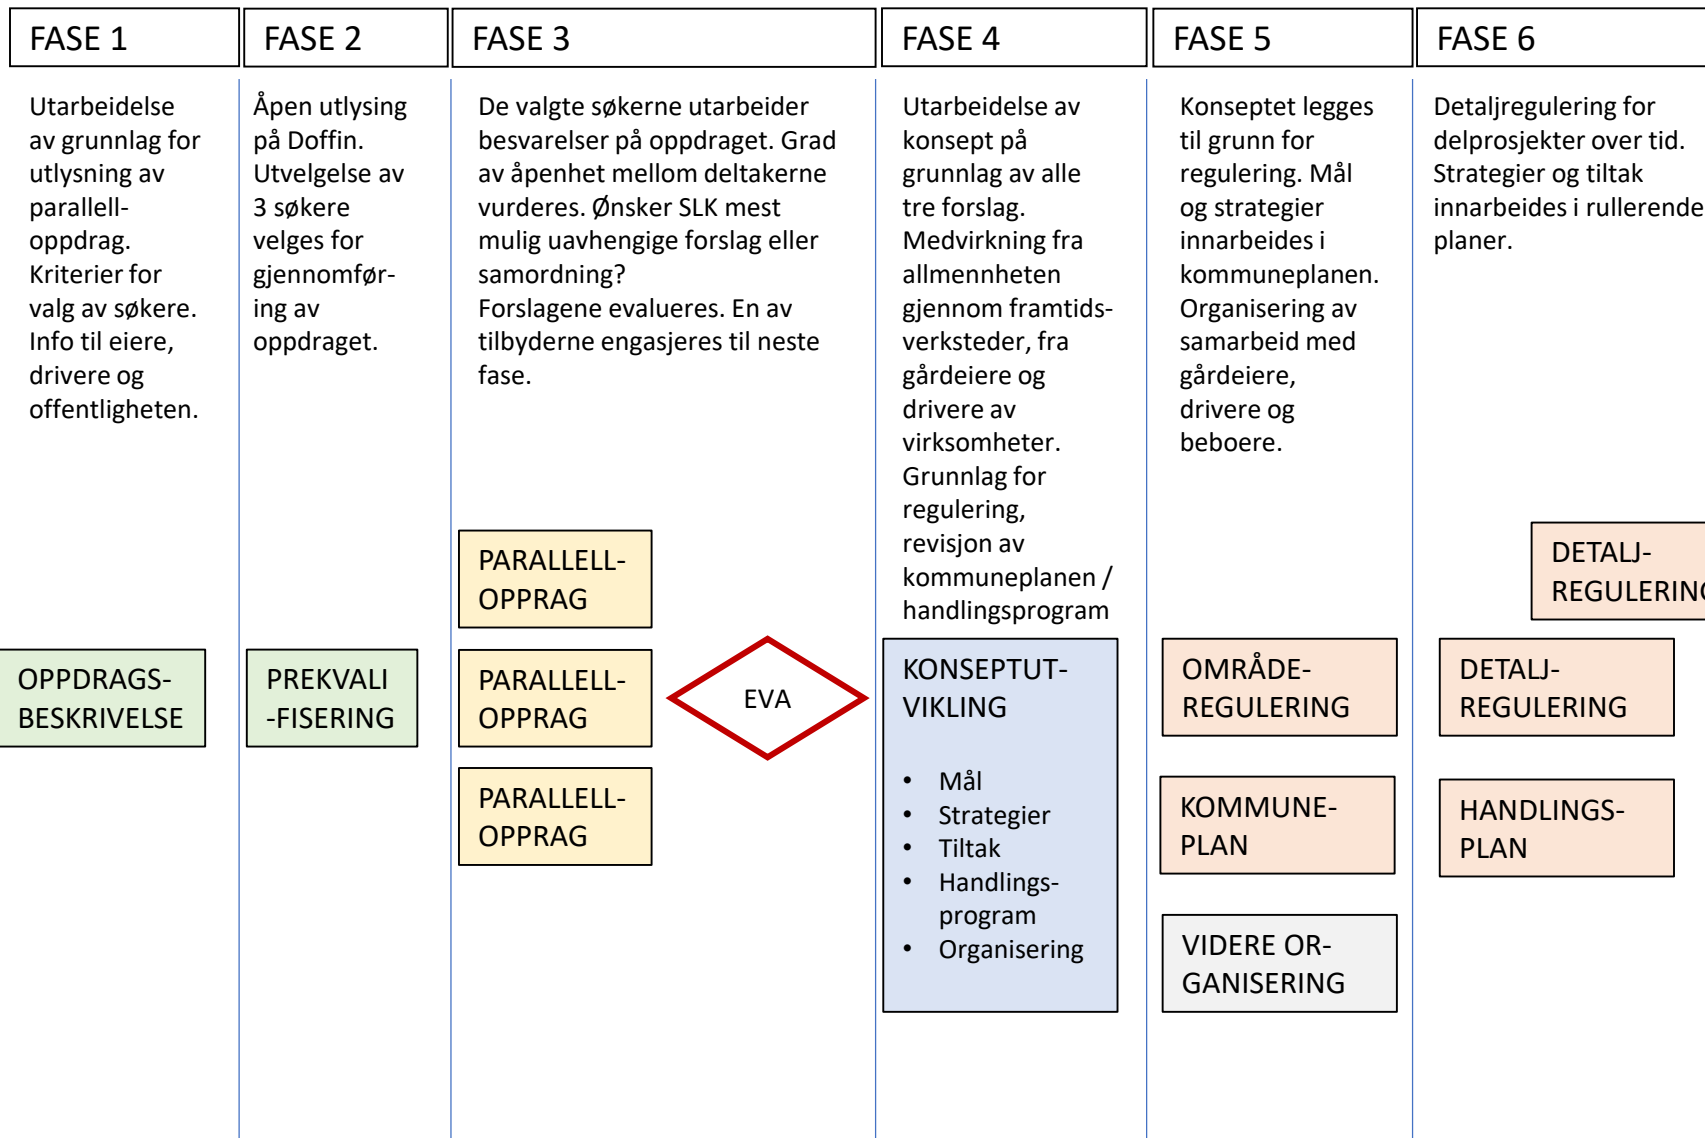 FASE 1
FASE 2
FASE 3
FASE 4
FASE 5
FASE 6
Utarbeidelse
av grunnlag for
utlysning av
parallell-
oppdrag.
Kriterier for
valg av søkere.
Info til eiere,
drivere og
offentligheten.
Åpen utlysing
på Doffin.
Utvelgelse av
3 søkere
velges for
gjennomfør-
ing av
oppdraget.
De valgte søkerne utarbeider
besvarelser på oppdraget. Grad
av åpenhet mellom deltakerne
vurderes. Ønsker SLK mest
mulig uavhengige forslag eller
samordning?
Forslagene evalueres. En av
tilbyderne engasjeres til neste
fase.
Utarbeidelse av
konsept på
grunnlag av alle
tre forslag.
Medvirkning fra
allmennheten
gjennom framtids-
verksteder, fra
gårdeiere og
drivere av
virksomheter.
Grunnlag for
regulering,
revisjon av
kommuneplanen /
handlingsprogram
Konseptet legges
til grunn for
regulering. Mål
og strategier
innarbeides i
kommuneplanen.
Organisering av
samarbeid med
gårdeiere,
drivere og
beboere.
Detaljregulering for
delprosjekter over tid.
Strategier og tiltak
innarbeides i rullerende
planer.
OPPDRAGS-
BESKRIVELSE
PREKVALI
-FISERING
PARALLELL-
OPPRAG
PARALLELL-
OPPRAG
PARALLELL-
OPPRAG
EVA
KONSEPTUT-
VIKLING
• Mål
• Strategier
• Tiltak
• Handlings-
program
• Organisering
OMRÅDE-
REGULERING
KOMMUNE-
PLAN
VIDERE OR-
GANISERING
DETALJ-
REGULERING
DETALJ-
REGULERING
HANDLINGS-
PLAN